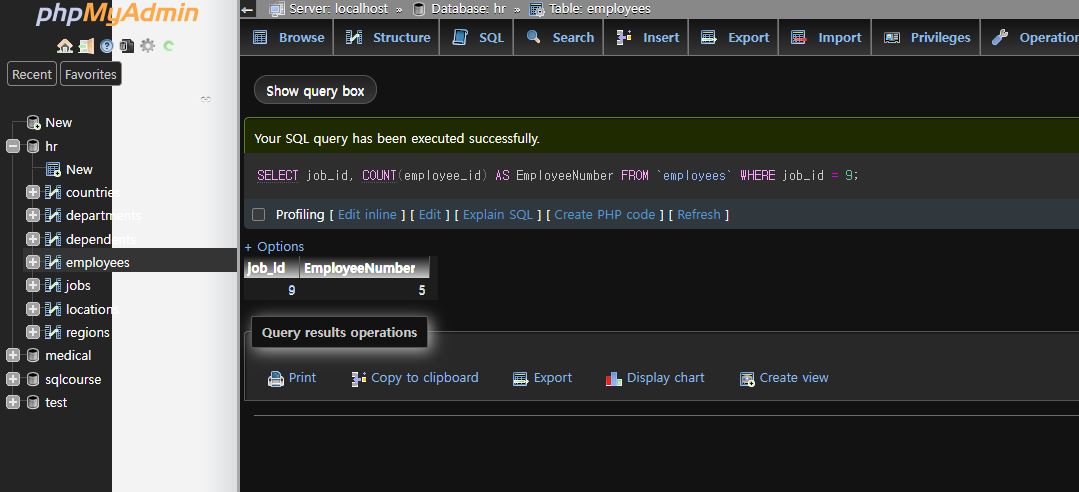 phpMyAdmin
Recent Favorites
New
hr
New
countries
departments
dependents
employees
jobs
locations
regions
medical
sqlcourse
test
Server: localhost » Database: hr » Table: employees
Browse Structure SQL Search Insert Export Import Privileges Operation
Show query box
Your SQL query has been executed successfully.
SELECT job_id, COUNT(employee_id) AS EmployeeNumber FROM `employees` WHERE job_id = 9;
Profiling [ Edit inline ] [ Edit ] [ Explain SQL ] [ Create PHP code ] [ Refresh ]
+ Options
job_id EmployeeNumber
9 5
Query results operations
Print Copy to clipboard Export Display chart Create view